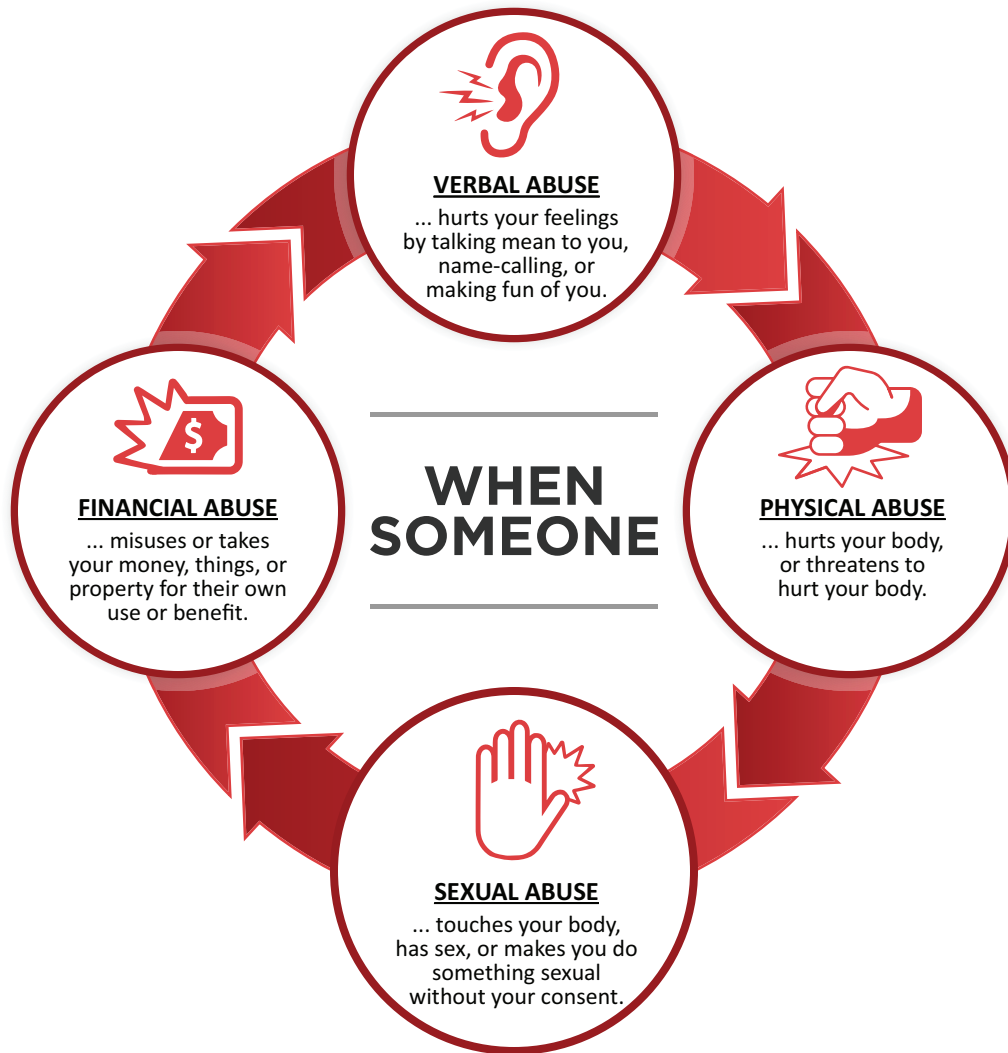 VERBAL ABUSE
... hurts your feelings
by talking mean to you,
name-calling, or
making fun of you.
$
FINANCIAL ABUSE
... misuses or takes
your money, things, or
property for their own
use or benefit.
WHEN
SOMEONE
PHYSICAL ABUSE
... hurts your body,
or threatens to
hurt your body.
SEXUAL ABUSE
... touches your body,
has sex, or makes you do
something sexual
without your consent.